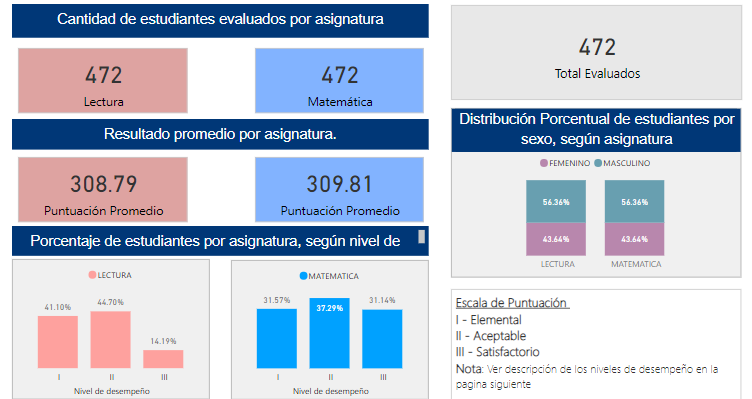 Cantidad de estudiantes evaluados por asignatura
472
Lectura
472
Matemática
Resultado promedio por asignatura.
308.79
Puntuación Promedio
309.81
Puntuación Promedio
Porcentaje de estudiantes por asignatura, según nivel de
LECTURA
41.10%
44.70%
14.19%
I
II
III
Nivel de desempeño
MATEMATICA
31.57%
37.29%
31.14%
I
II
III
Nivel de desempeño
472
Total Evaluados
Distribución Porcentual de estudiantes por
sexo, según asignatura
FEMENINO
MASCULINO
56.36%
56.36%
43.64%
43.64%
LECTURA
MATEMATICA
Escala de Puntuación
I - Elemental
II - Aceptable
III - Satisfactorio
Nota: Ver descripción de los niveles de desempeño en la
pagina siguiente